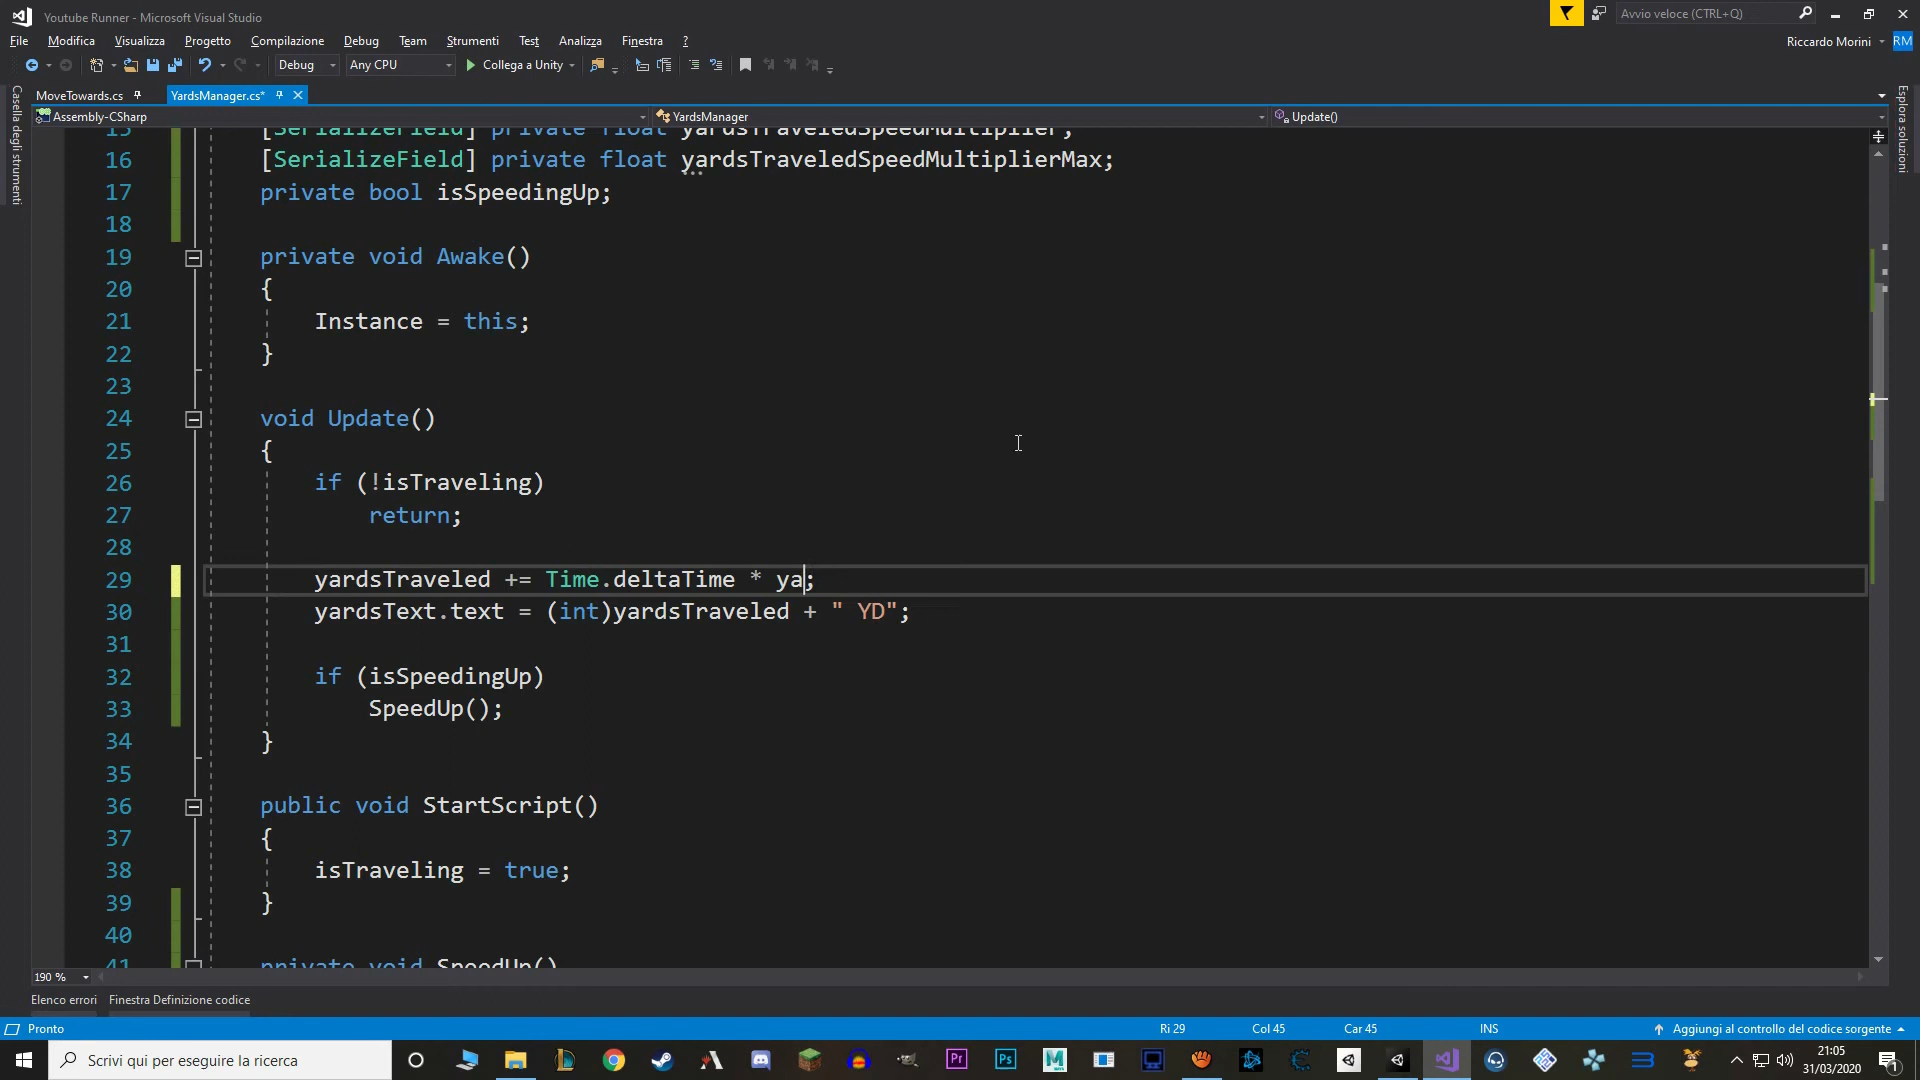 Youtube Runner - Microsoft Visual Studio
Avvio veloce (CTRL+Q)
File Modifica Visualizza Progetto Compilazione Debug Team Strumenti Test Analizza Finestra ?
Riccardo Morini RM
Debug Any CPU Collega a Unity
MoveTowards.cs YardsManager.cs*
Assembly-CSharp YardsManager Update()
Casella degli strumenti
Esplora soluzioni
15 [SerializeField] private float yardsTraveledSpeedMultiplier;
16 [SerializeField] private float yardsTraveledSpeedMultiplierMax;
17 private bool isSpeedingUp;
18
19 private void Awake()
20 {
21 Instance = this;
22 }
23
24 void Update()
25 {
26 if (!isTraveling)
27 return;
28
29 yardsTraveled += Time.deltaTime * ya;
30 yardsText.text = (int)yardsTraveled + " YD";
31
32 if (isSpeedingUp)
33 SpeedUp();
34 }
35
36 public void StartScript()
37 {
38 isTraveling = true;
39 }
40
41 private void SpeedUp()
190 %
Elenco errori Finestra Definizione codice
Pronto Ri 29 Col 45 Car 45 INS Aggiungi al controllo del codice sorgente
Scrivi qui per eseguire la ricerca
Pr Ps M
21:05
31/03/2020
1